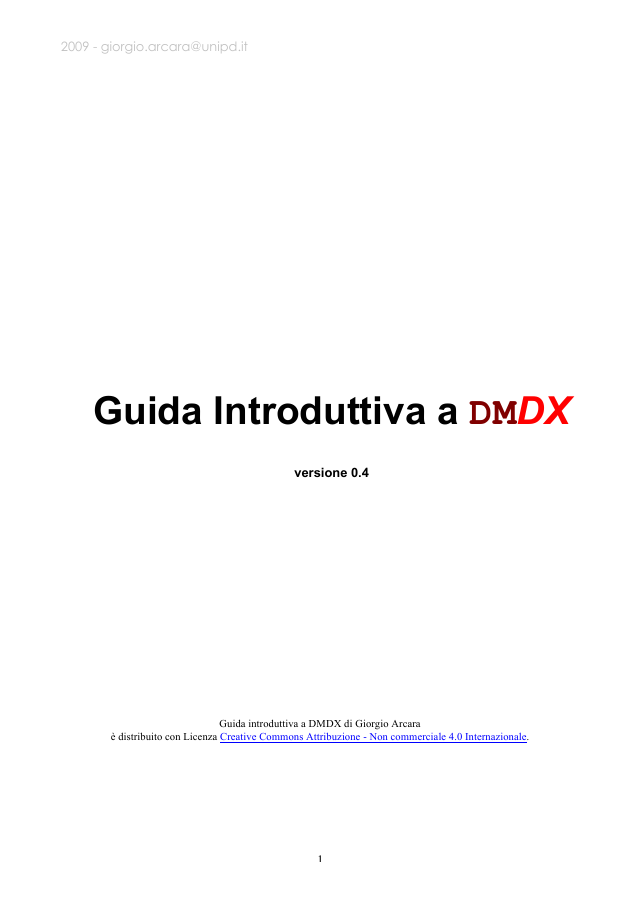 2009 - giorgio.arcara@unipd.it
Guida Introduttiva a DMDX
versione 0.4
Guida introduttiva a DMDX di Giorgio Arcara
è distribuito con Licenza Creative Commons Attribuzione - Non commerciale 4.0 Internazionale.
1